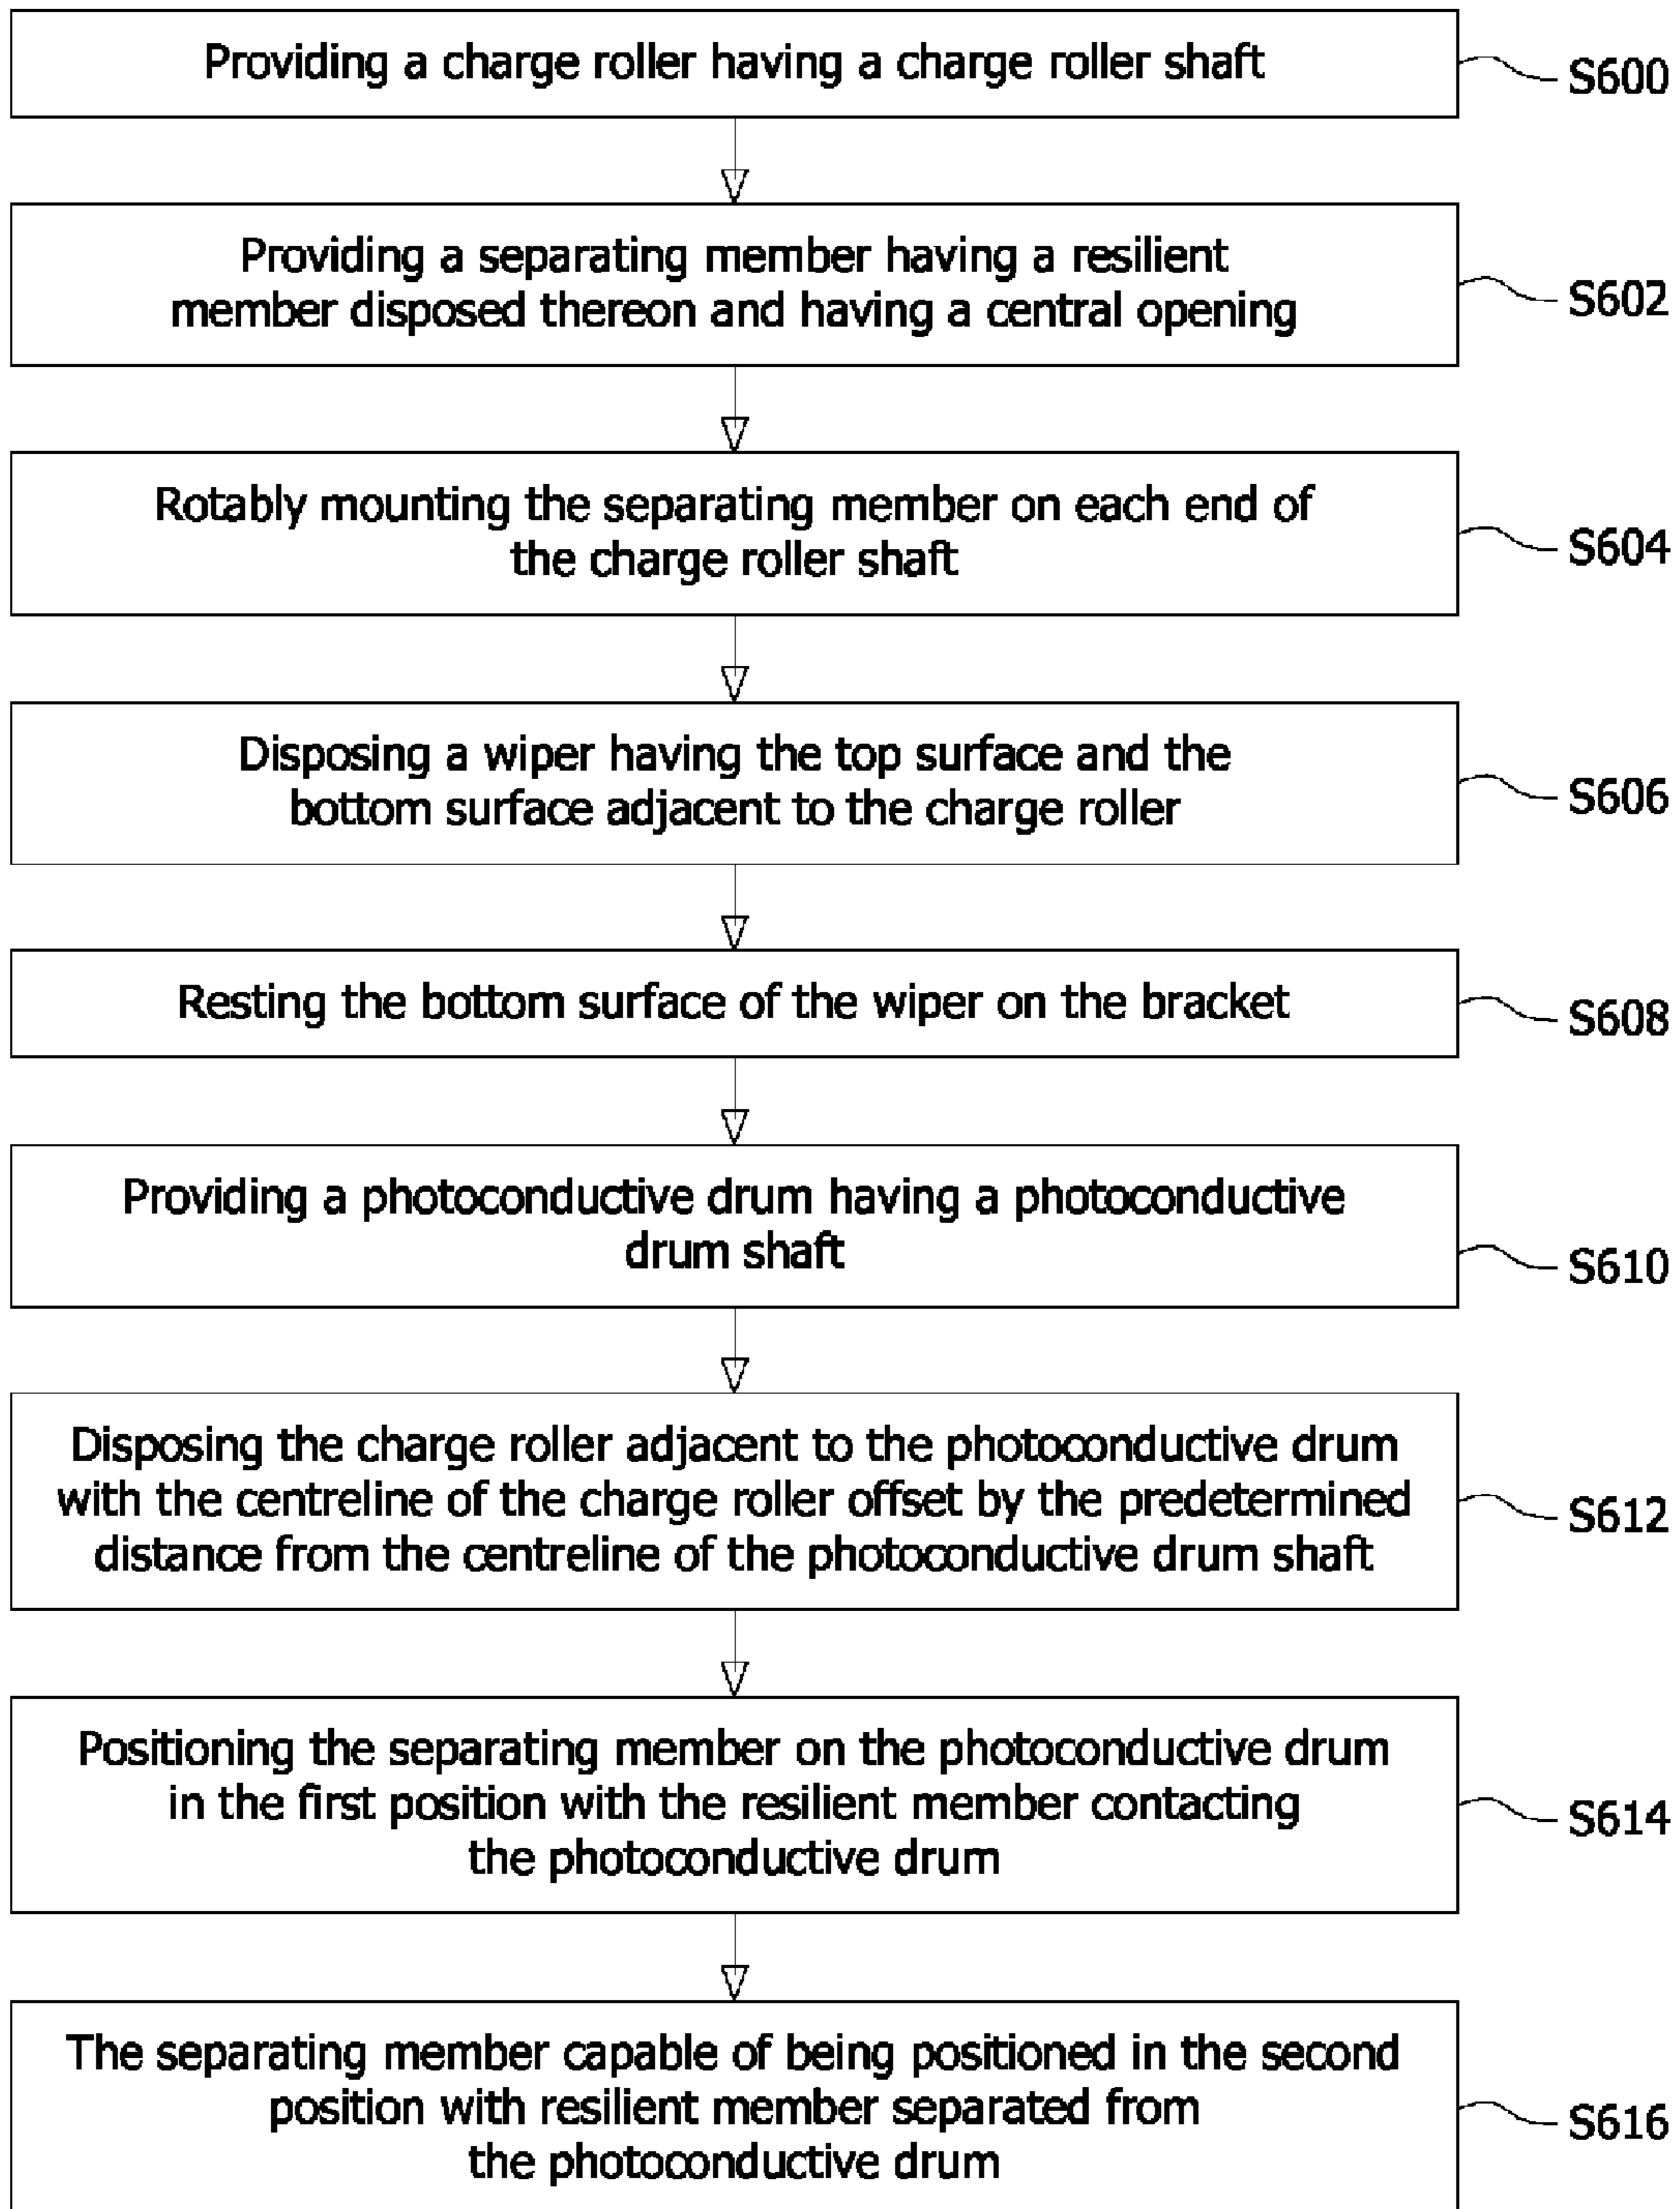 Providing a charge roller having a charge roller shaft
S600
Providing a separating member having a resilient
member disposed thereon and having a central opening
S602
Rotably mounting the separating member on each end of
the charge roller shaft
S604
Disposing a wiper having the top surface and the
bottom surface adjacent to the charge roller
S606
Resting the bottom surface of the wiper on the bracket
S608
Providing a photoconductive drum having a photoconductive
drum shaft
S610
Disposing the charge roller adjacent to the photoconductive drum
with the centreline of the charge roller offset by the predetermined
distance from the centreline of the photoconductive drum shaft
S612
Positioning the separating member on the photoconductive drum
in the first position with the resilient member contacting
the photoconductive drum
S614
The separating member capable of being positioned in the second
position with resilient member separated from
the photoconductive drum
S616